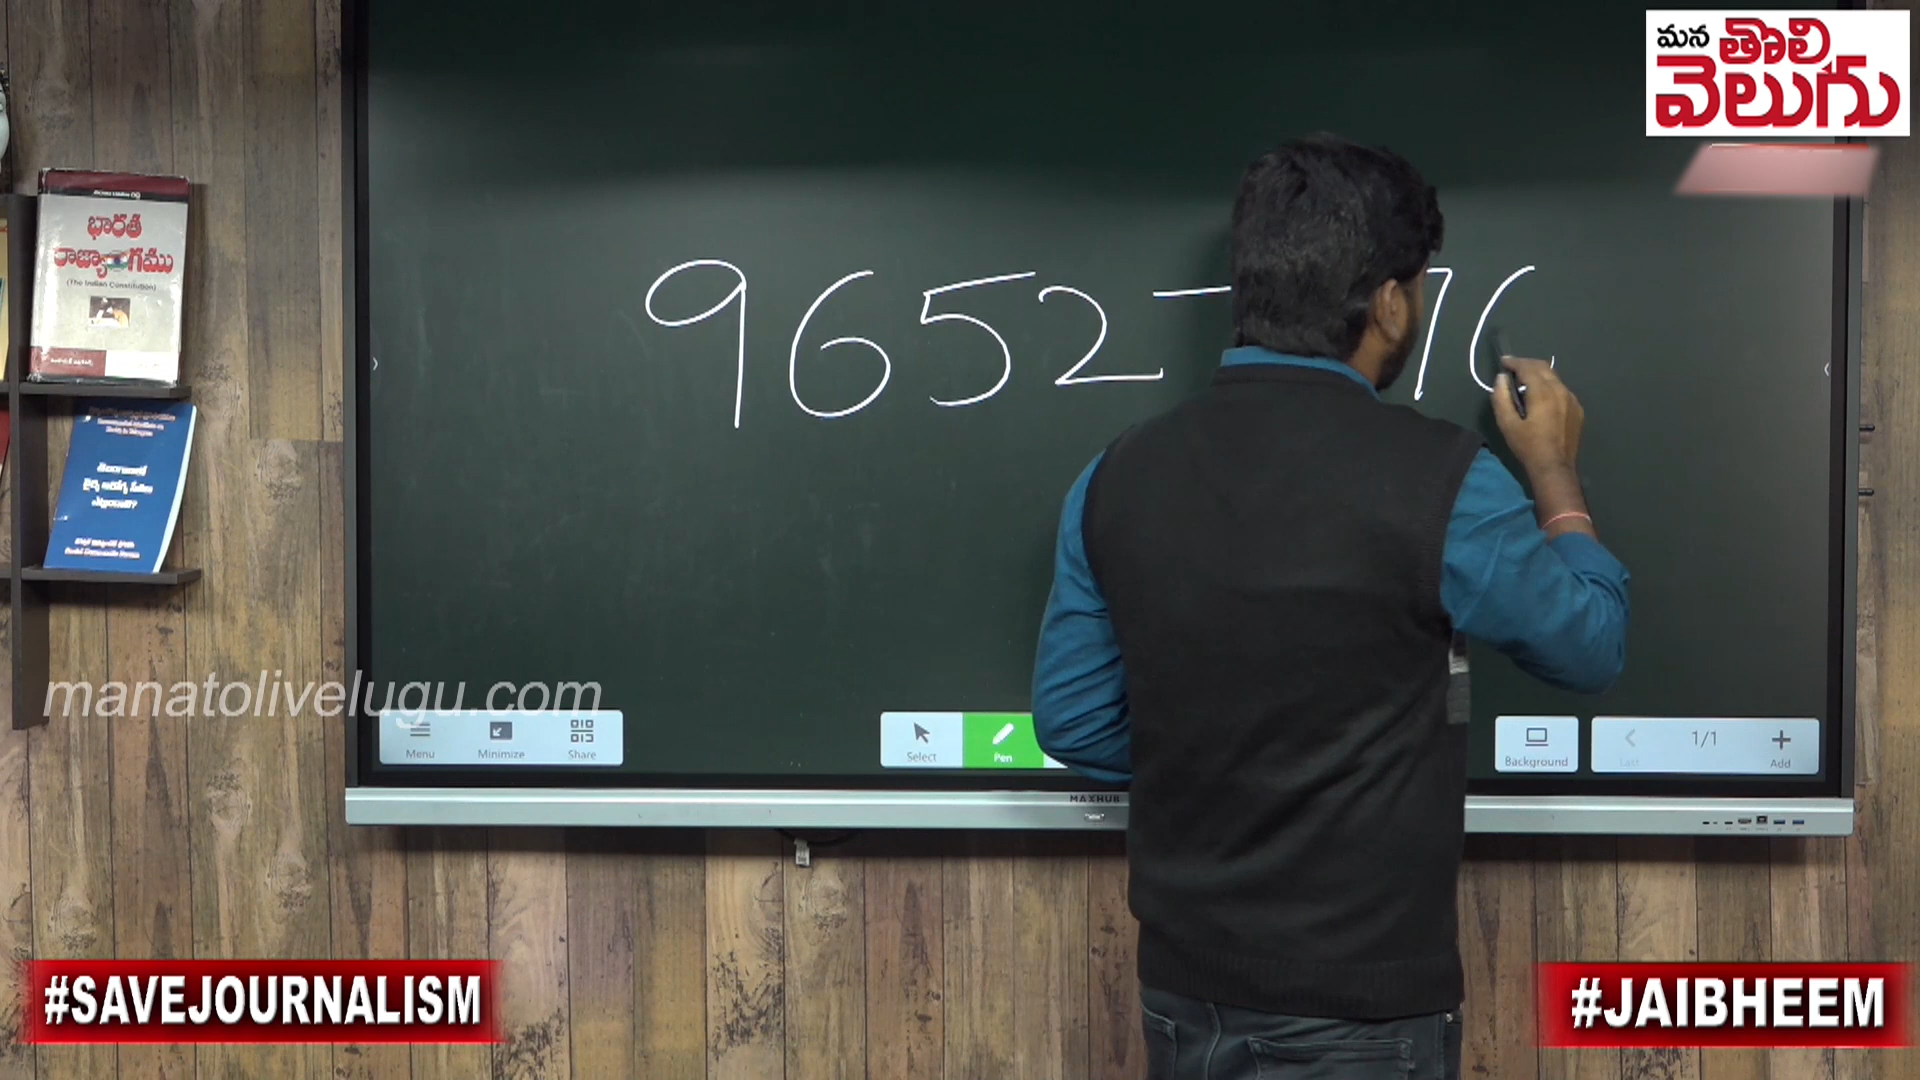 మన తొలి
వెలుగు
భారత
రాజ్యాంగము
(The Indian Constitution)
9652 76
manatolivelugu.com
Menu
Minimize
Share
Select
Pen
Background
Last
1/1
Add
MAXHUB
#SAVEJOURNALISM
#JAIBHEEM